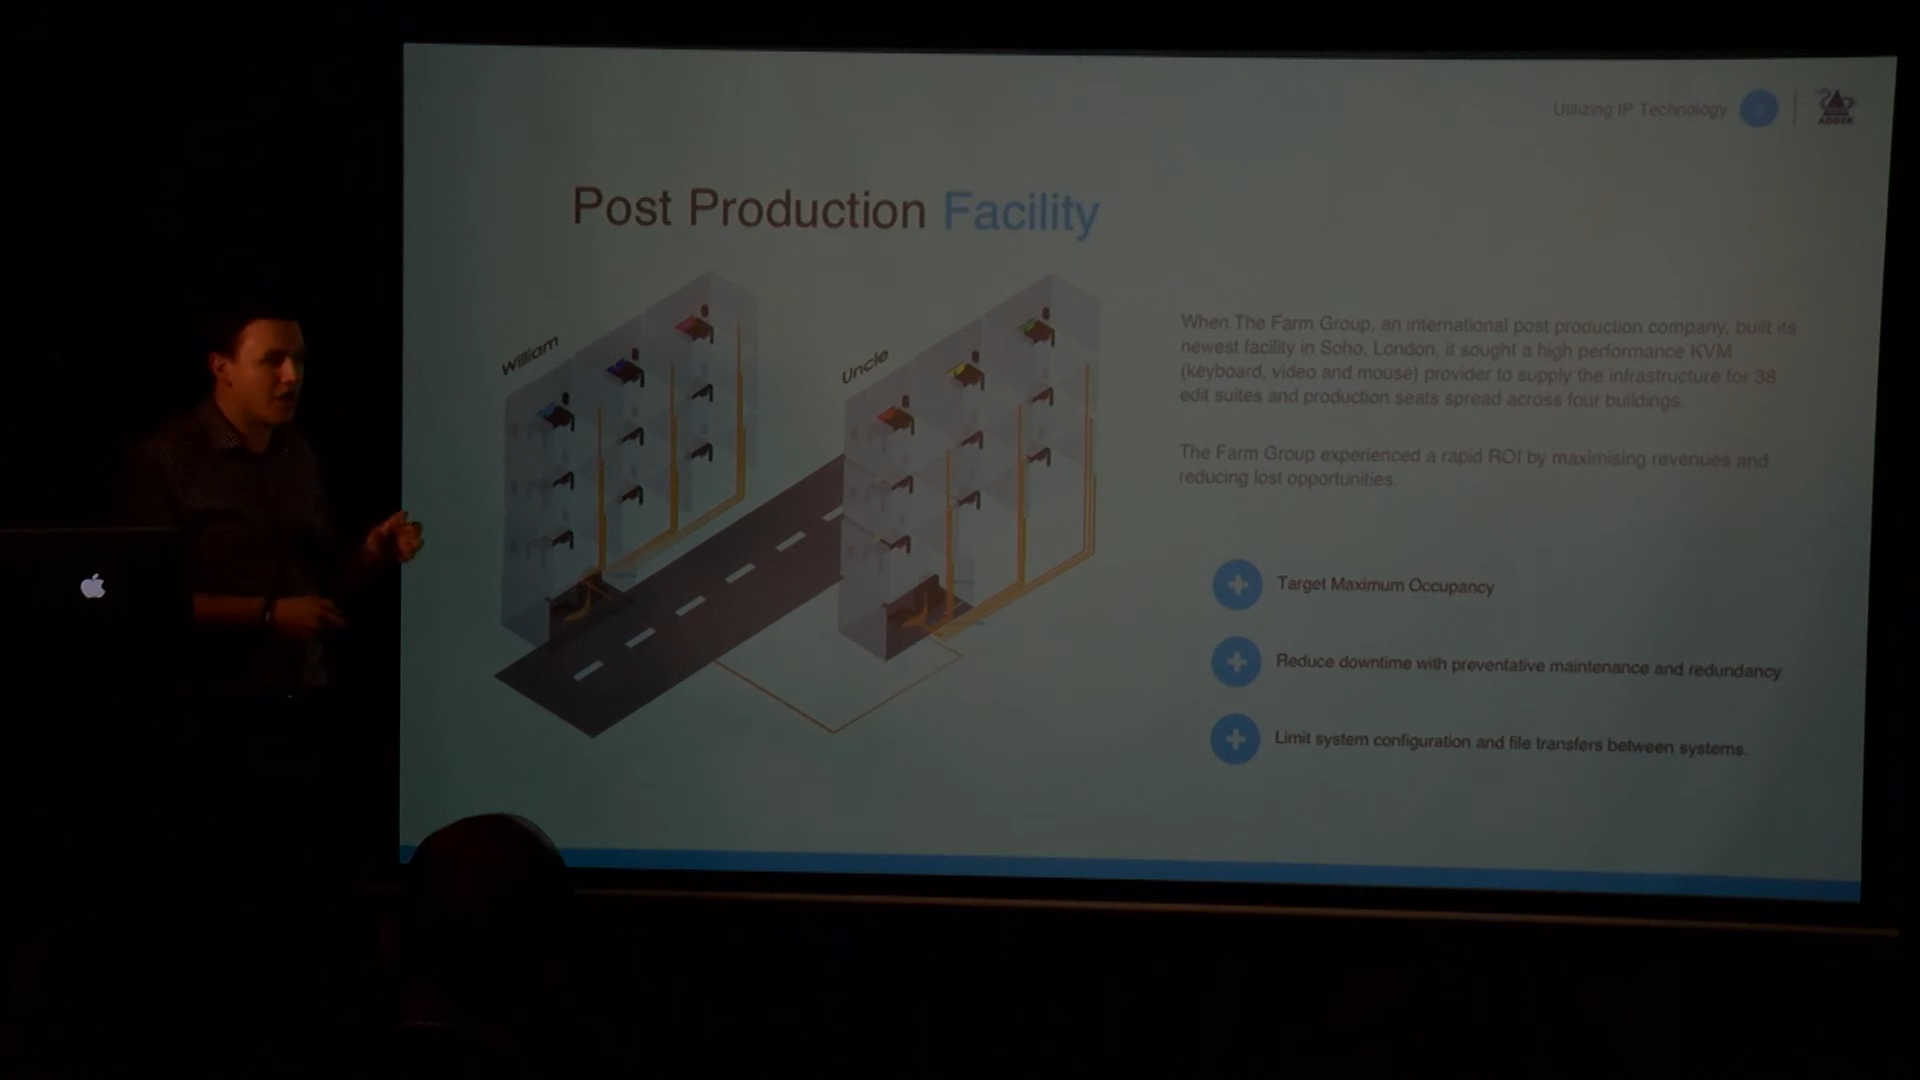 Utilizing IP Technology
ADDER
Post Production Facility
William
Uncle
When The Farm Group, an international post production company, built its
newest facility in Soho, London, it sought a high performance KVM
(keyboard, video and mouse) provider to supply the infrastructure for 38
edit suites and production seats spread across four buildings.
The Farm Group experienced a rapid ROI by maximising revenues and
reducing lost opportunities.
Target Maximum Occupancy
Reduce downtime with preventative maintenance and redundancy
Limit system configuration and file transfers between systems.